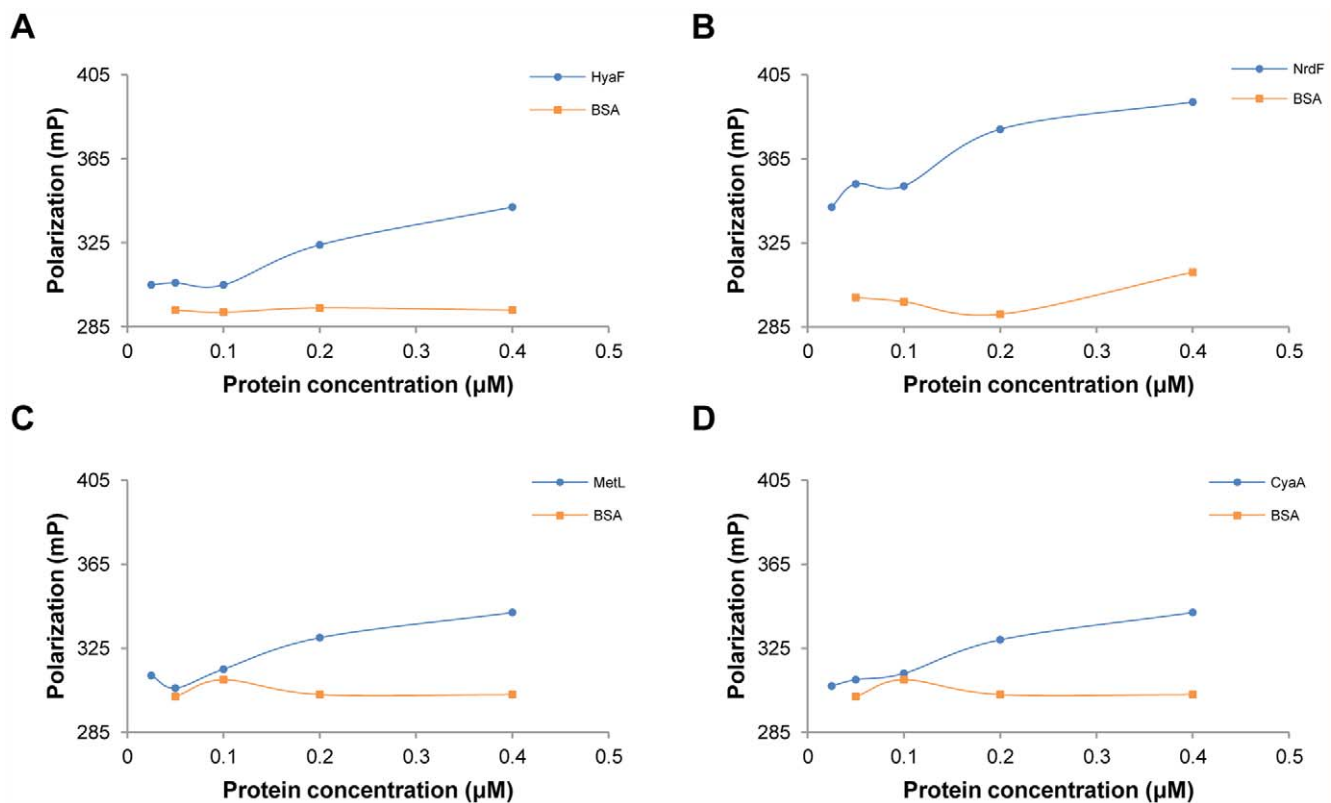 A
405
365
325
285
Polarization (mP)
HyaF
BSA
0
0.1
0.2
0.3
0.4
0.5
Protein concentration (µM)
B
405
365
325
285
Polarization (mP)
NrdF
BSA
0
0.1
0.2
0.3
0.4
0.5
Protein concentration (µM)
C
405
365
325
285
Polarization (mP)
MetL
BSA
0
0.1
0.2
0.3
0.4
0.5
Protein concentration (µM)
D
405
365
325
285
Polarization (mP)
CyaA
BSA
0
0.1
0.2
0.3
0.4
0.5
Protein concentration (µM)